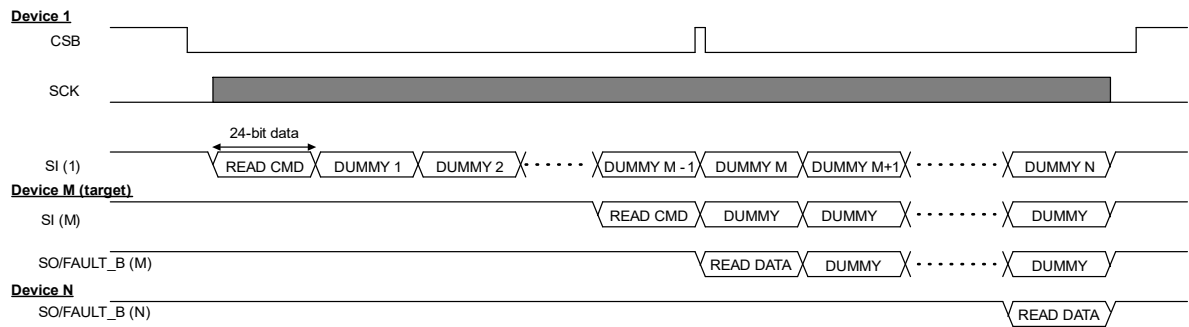 Device 1
CSB
SCK
24-bit data
SI (1) READ CMD DUMMY 1 DUMMY 2 DUMMY M - 1 DUMMY M DUMMY M+1 DUMMY N
Device M (target)
SI (M) READ CMD DUMMY DUMMY DUMMY
SO/FAULT_B (M) READ DATA DUMMY DUMMY
Device N
SO/FAULT_B (N) READ DATA